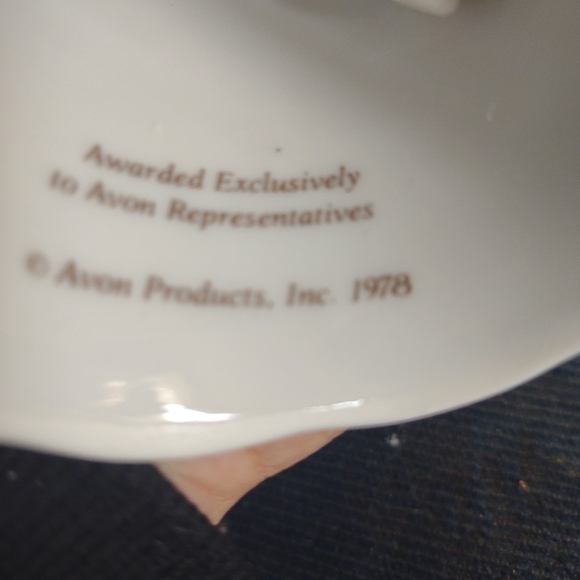 Awarded Exclusively
to Avon Representatives
© Avon Products, Inc. 1978